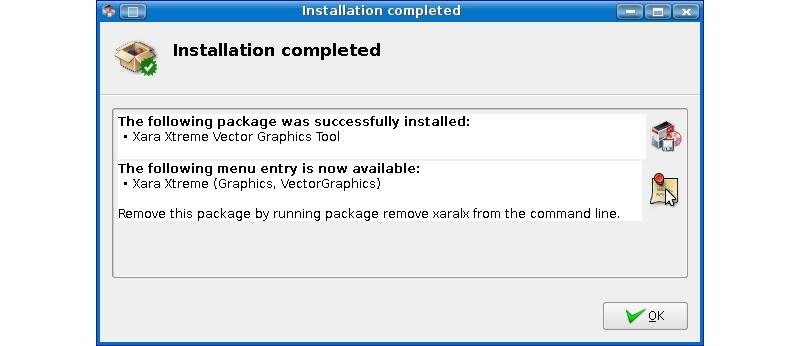 Installation completed
Installation completed
The following package was successfully installed:
• Xara Xtreme Vector Graphics Tool
The following menu entry is now available:
• Xara Xtreme (Graphics, VectorGraphics)
Remove this package by running package remove xaralx from the command line.
OK